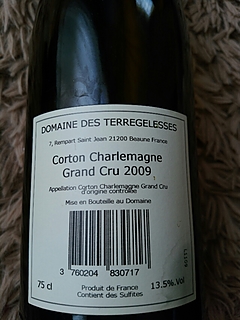 DOMAINE DES TERREGELESSES
7, Rempart Saint Jean 21200 Beaune France
Corton Charlemagne
Grand Cru 2009
Appellation Corton Charlemagne Grand Cru
d'origine contrôlée
Mise en Bouteille au Domaine
3 760204 830717
75 cl
Produit de France
13.5%.Vol
Contient des Sulfites